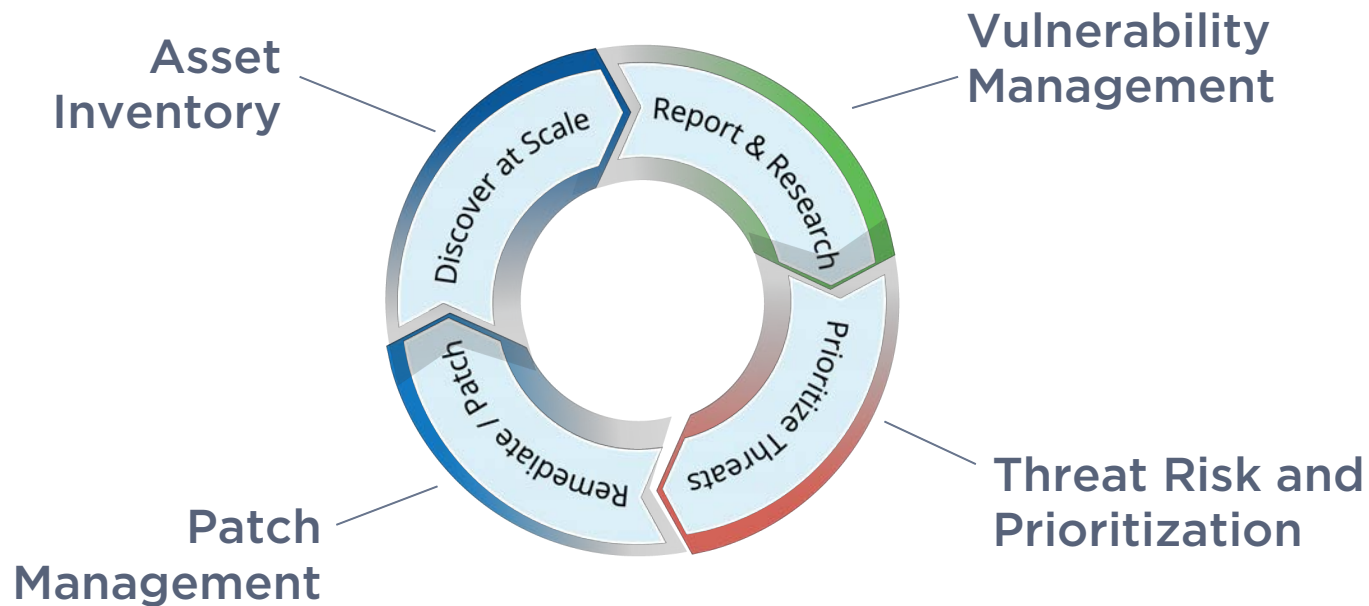 Asset
Inventory
Vulnerability
Management
Discover at Scale
Report & Research
Prioritize Threats
Remediate / Patch
Threat Risk and
Prioritization
Patch
Management